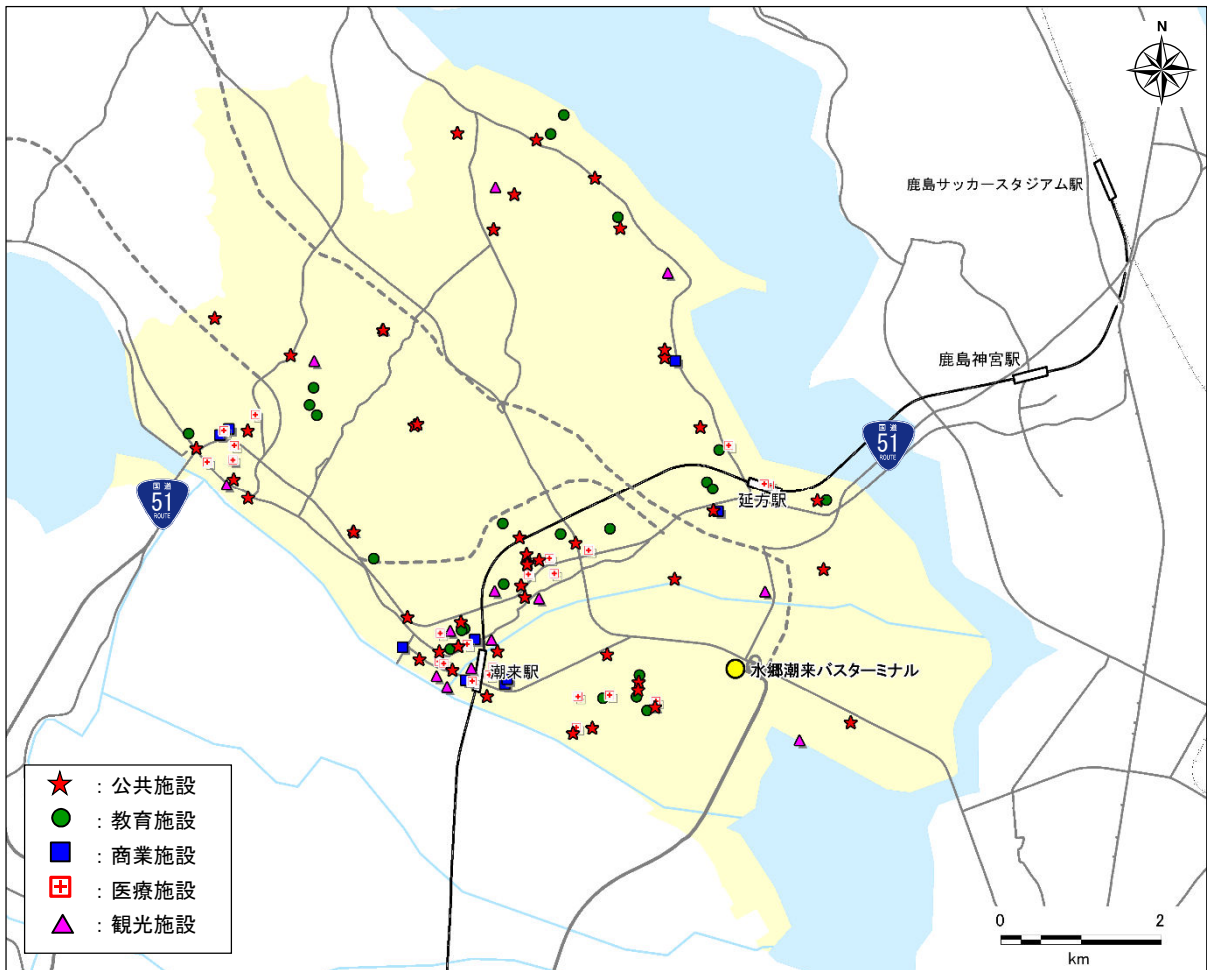 N
鹿島サッカースタジアム駅
鹿島神宮駅
国道
51
ROUTE
延方駅
国道
51
ROUTE
潮来駅
水郷潮来バスターミナル
：公共施設
：教育施設
：商業施設
：医療施設
：観光施設
0 2
km